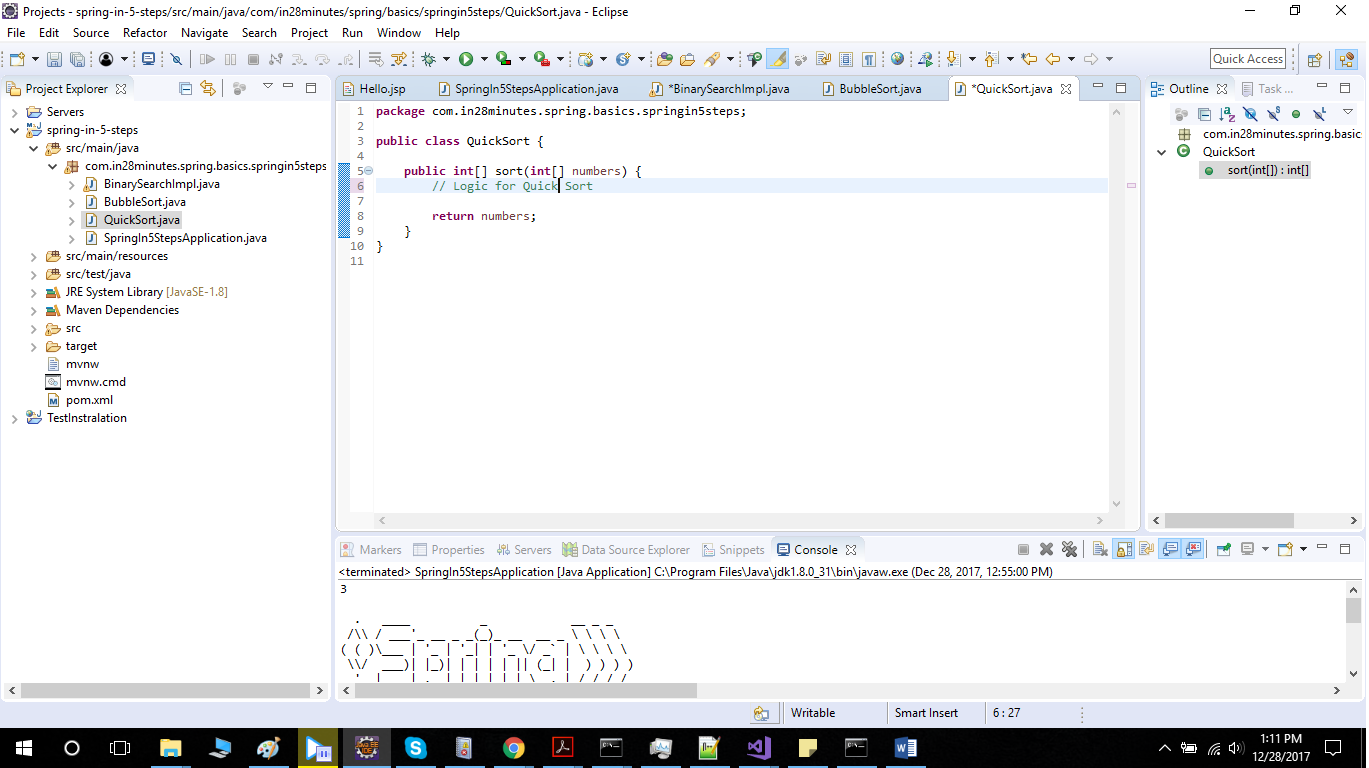 Projects - spring-in-5-steps/src/main/java/com/in28minutes/spring/basics/springin5steps/QuickSort.java - Eclipse
File Edit Source Refactor Navigate Search Project Run Window Help
Quick Access
Project Explorer
Servers
spring-in-5-steps
src/main/java
com.in28minutes.spring.basics.springin5steps
BinarySearchImpl.java
BubbleSort.java
QuickSort.java
SpringIn5StepsApplication.java
src/main/resources
src/test/java
JRE System Library [JavaSE-1.8]
Maven Dependencies
src
target
mvnw
mvnw.cmd
pom.xml
TestInstralation
Hello.jsp SpringIn5StepsApplication.java *BinarySearchImpl.java BubbleSort.java *QuickSort.java
1 package com.in28minutes.spring.basics.springin5steps;
2
3 public class QuickSort {
4
5 public int[] sort(int[] numbers) {
6 // Logic for Quick Sort
7
8 return numbers;
9 }
10 }
11
Outline Task ...
com.in28minutes.spring.basic
QuickSort
sort(int[]) : int[]
Markers Properties Servers Data Source Explorer Snippets Console
<terminated> SpringIn5StepsApplication [Java Application] C:\Program Files\Java\jdk1.8.0_31\bin\javaw.exe (Dec 28, 2017, 12:55:00 PM)
3
Spring
Writable Smart Insert 6 : 27
1:11 PM
12/28/2017